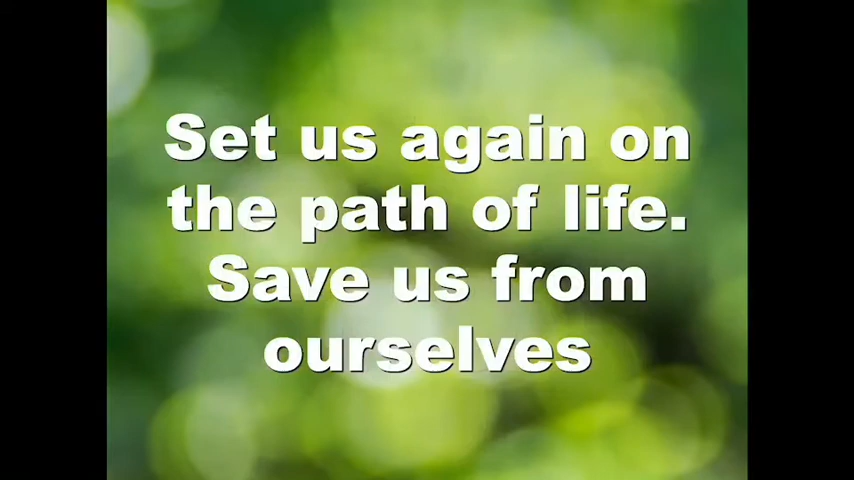 Set us again on
the path of life.
Save us from
ourselves